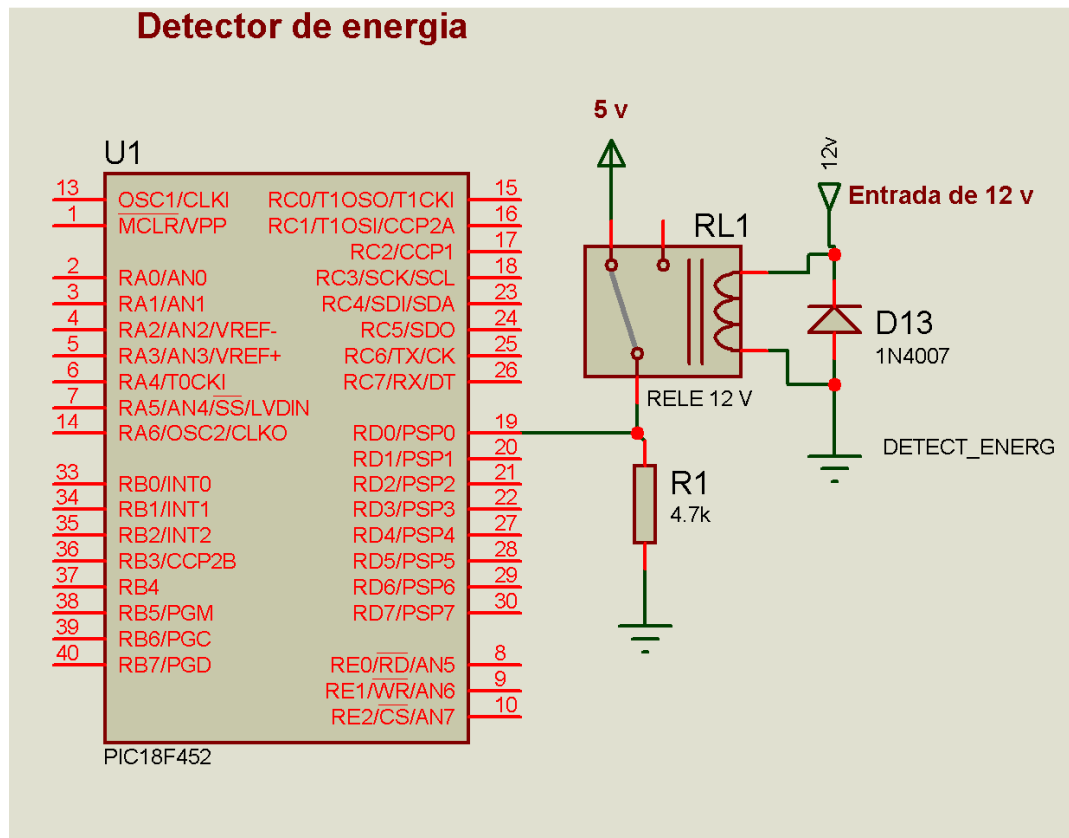 Detector de energia
U1
13 OSC1/CLKI
1 MCLR/VPP
2 RA0/AN0
3 RA1/AN1
4 RA2/AN2/VREF-
5 RA3/AN3/VREF+
6 RA4/T0CKI
7 RA5/AN4/SS/LVDIN
14 RA6/OSC2/CLKO
33 RB0/INT0
34 RB1/INT1
35 RB2/INT2
36 RB3/CCP2B
37 RB4
38 RB5/PGM
39 RB6/PGC
40 RB7/PGD
RC0/T1OSO/T1CKI 15
RC1/T1OSI/CCP2A 16
RC2/CCP1 17
RC3/SCK/SCL 18
RC4/SDI/SDA 23
RC5/SDO 24
RC6/TX/CK 25
RC7/RX/DT 26
RD0/PSP0 19
RD1/PSP1 20
RD2/PSP2 21
RD3/PSP3 22
RD4/PSP4 27
RD5/PSP5 28
RD6/PSP6 29
RD7/PSP7 30
RE0/RD/AN5 8
RE1/WR/AN6 9
RE2/CS/AN7 10
PIC18F452
5 v
RL1
RELE 12 V
12v
Entrada de 12 v
D13
1N4007
DETECT_ENERG
R1
4.7k